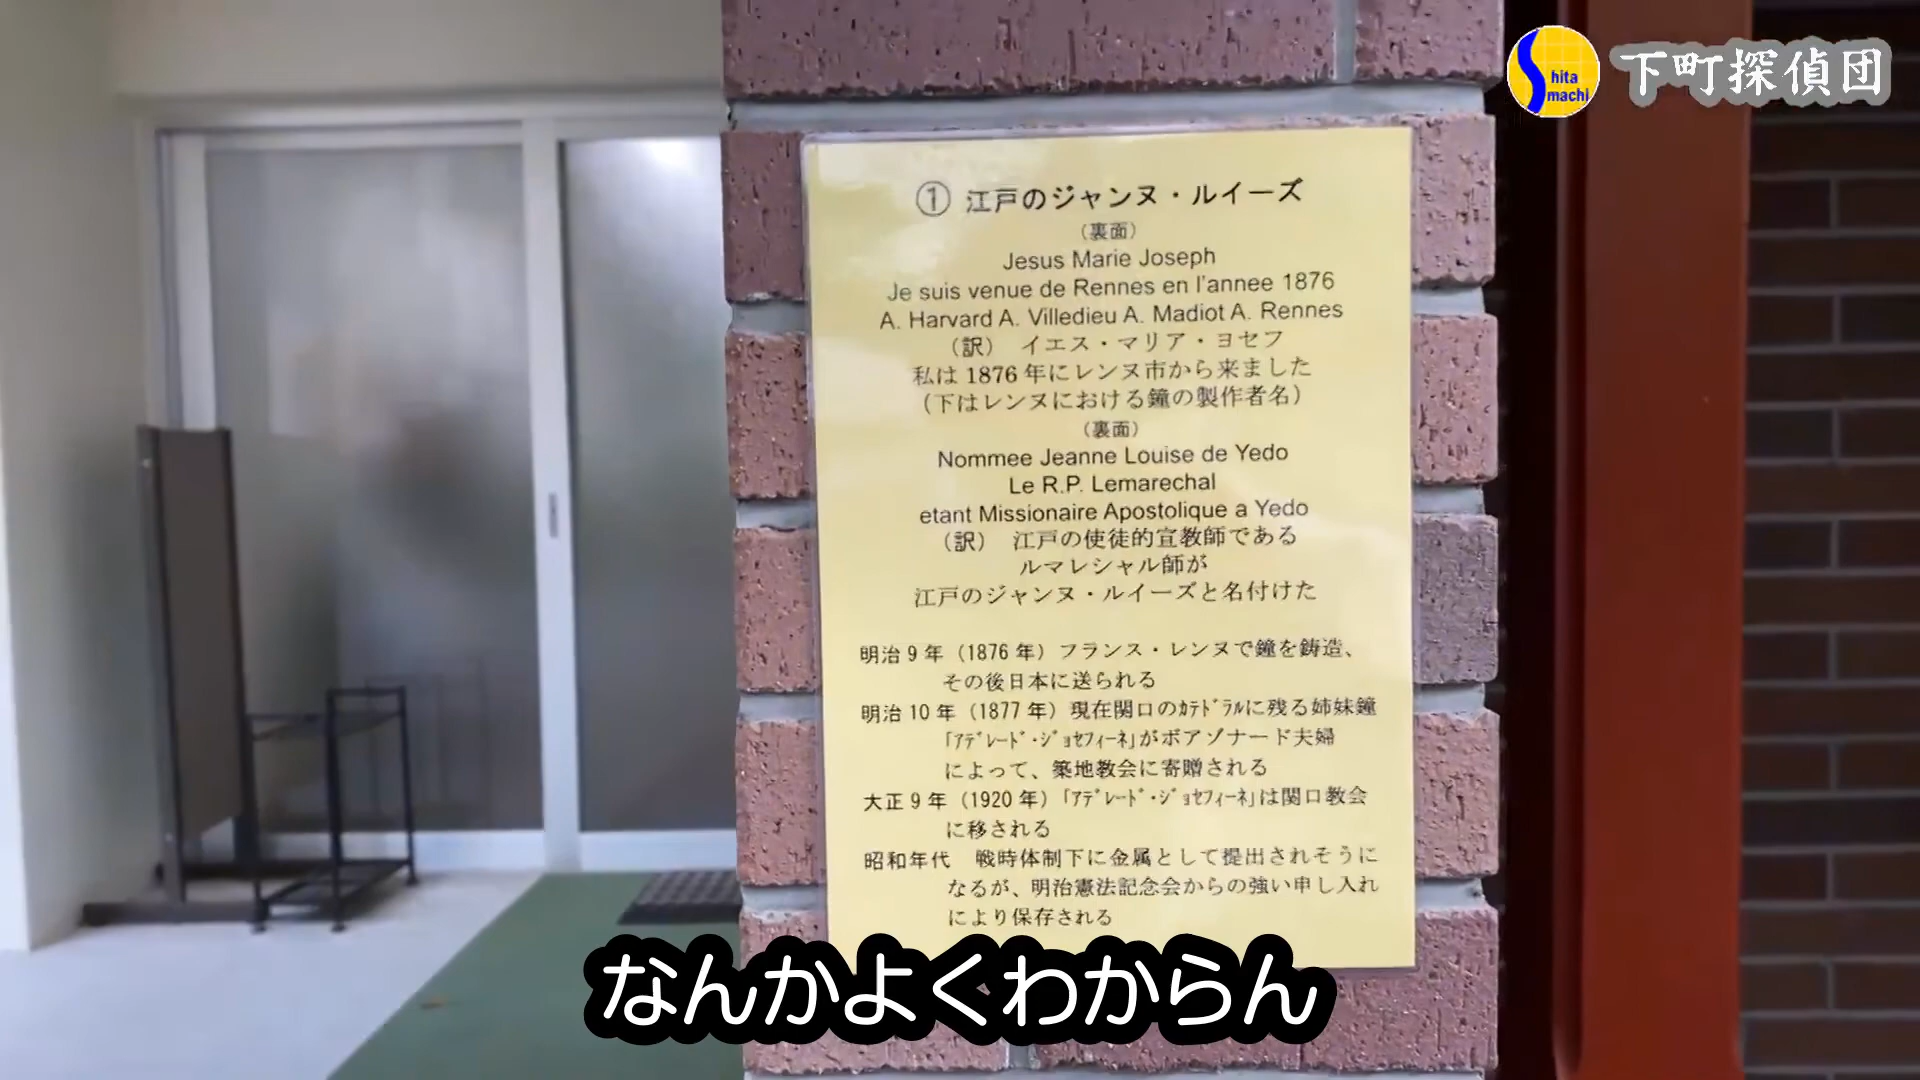 hita
machi
下町探偵団
① 江戸のジャンヌ・ルイーズ
（裏面）
Jesus Marie Joseph
Je suis venue de Rennes en l'annee 1876
A. Harvard A. Villedieu A. Madiot A. Rennes
（訳） イエス・マリア・ヨセフ
私は 1876 年にレンヌ市から来ました
（下はレンヌにおける鐘の製作者名）
（裏面）
Nommee Jeanne Louise de Yedo
Le R.P. Lemarechal
etant Missionaire Apostolique a Yedo
（訳） 江戸の使徒的宣教師である
ルマレシャル師が
江戸のジャンヌ・ルイーズと名付けた
明治 9 年（1876 年）フランス・レンヌで鐘を鋳造、
その後日本に送られる
明治 10 年（1877 年）現在関口のｶﾃﾄﾞﾗﾙに残る姉妹鐘
「ｱﾃﾞﾚｰﾄﾞ・ｼﾞｮｾﾌｨｰﾈ」がボアゾナード夫婦
によって、築地教会に寄贈される
大正 9 年（1920 年）「ｱﾃﾞﾚｰﾄﾞ・ｼﾞｮｾﾌｨｰﾈ」は関口教会
に移される
昭和年代 戦時体制下に金属として提出されそうに
なるが、明治憲法記念会からの強い申し入れ
により保存される
なんかよくわからん